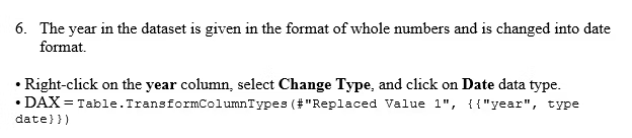 6. The year in the dataset is given in the format of whole numbers and is changed into date
format.
• Right-click on the year column, select Change Type, and click on Date data type.
• DAX = Table.TransformColumnTypes(#"Replaced Value 1", {{"year", type
date}})